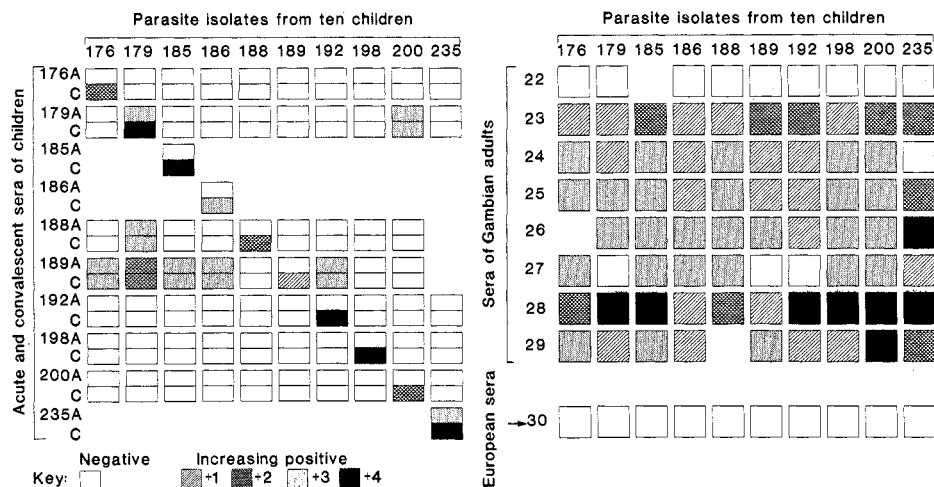 Parasite isolates from ten children
176 179 185 186 188 189 192 198 200 235
Acute and convalescent sera of children
176A
C
179A
C
185A
C
186A
C
188A
C
189A
C
192A
C
198A
C
200A
C
235A
C
Negative Increasing positive
Key: +1 +2 +3 +4
Parasite isolates from ten children
176 179 185 186 188 189 192 198 200 235
Sera of Gambian adults
22
23
24
25
26
27
28
29
European sera
30